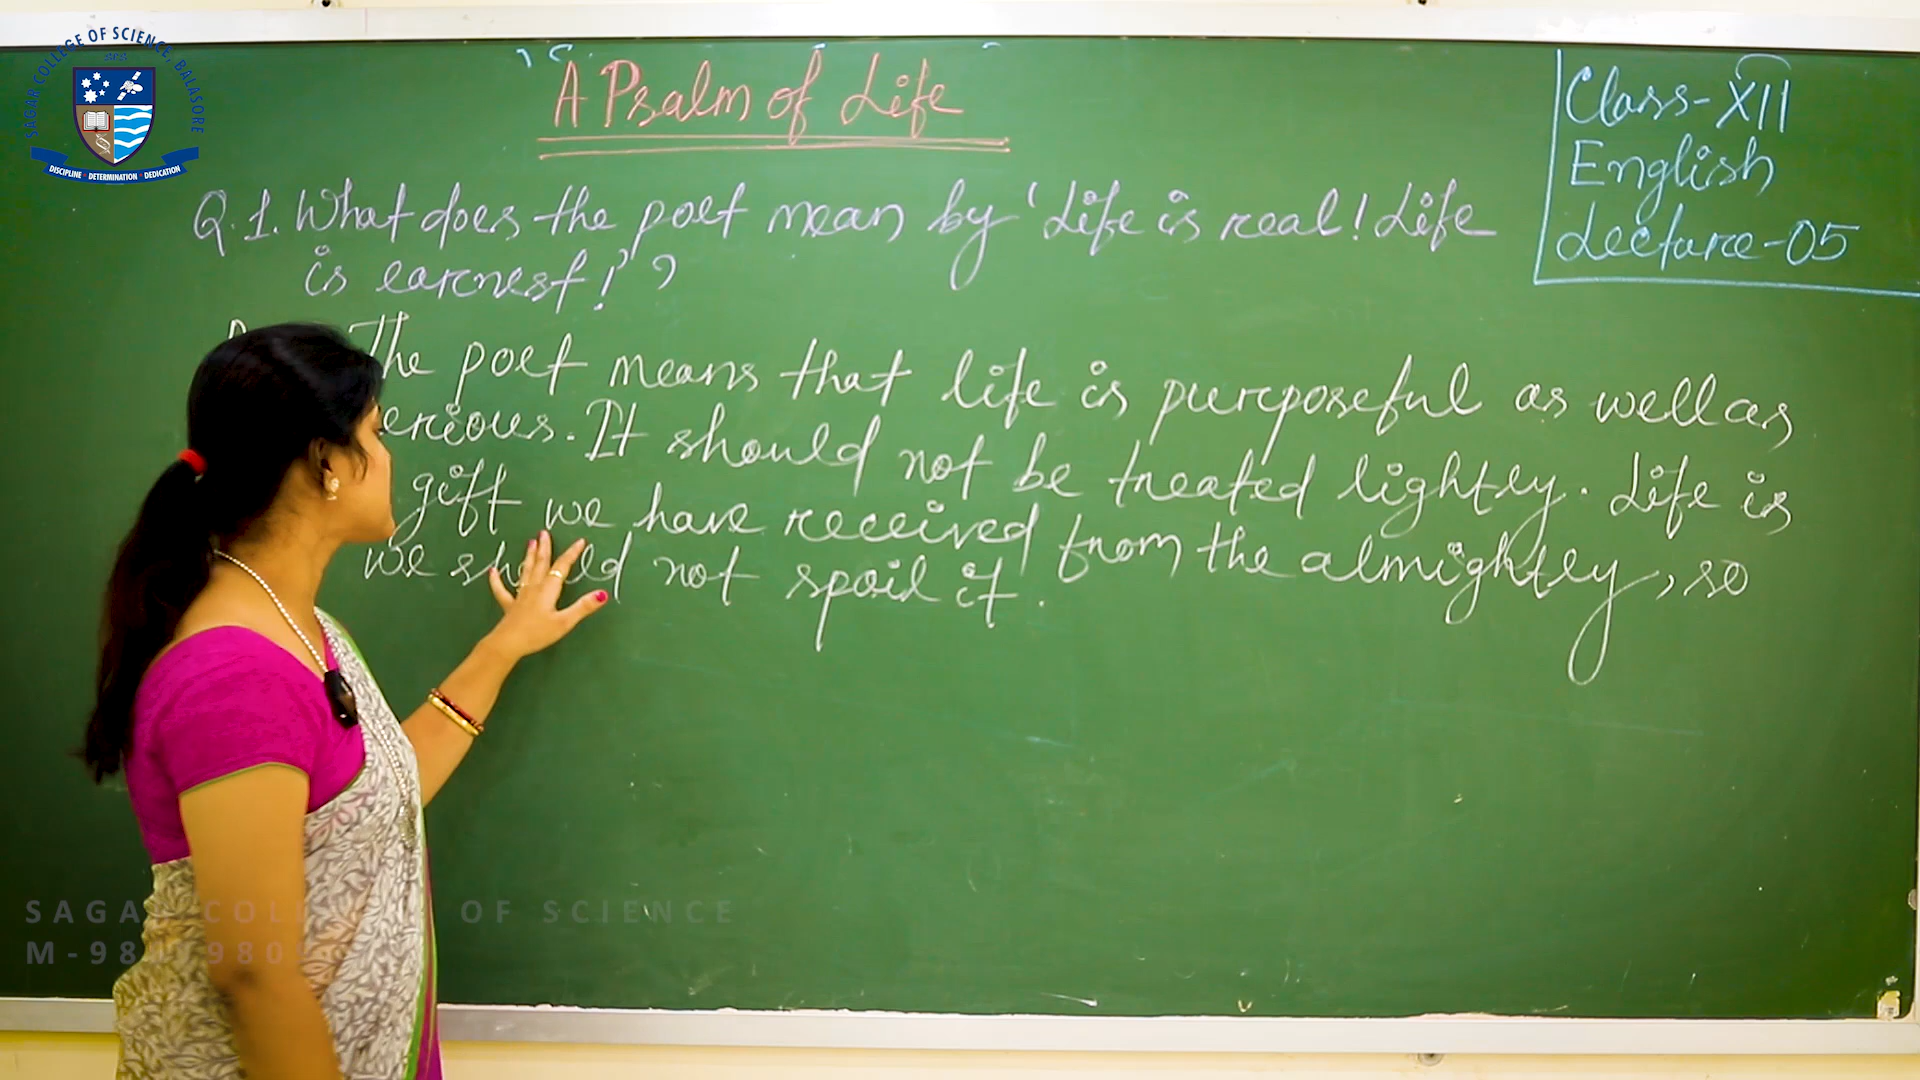 SAGAR COLLEGE OF SCIENCE, BALASORE
SCS
DISCIPLINE DETERMINATION DEDICATION
A Psalm of Life
Class-XII
English
Lecture-05
Q.1. What does the poet mean by 'Life is real! Life
is earnest!'?
The poet means that life is purposeful as well as
serious. It should not be treated lightly. Life is
gift we have received from the almightly, so
we should not spoil it.
OF SCIENCE